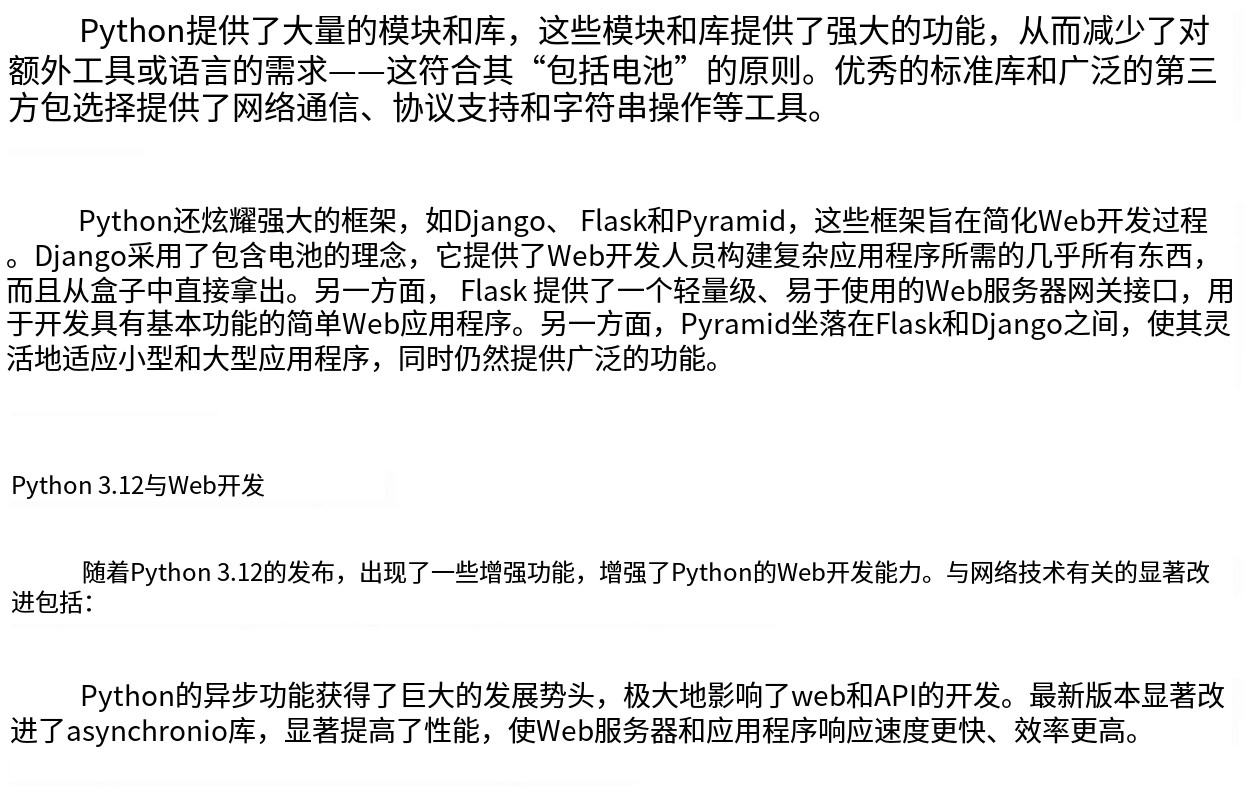 Python提供了大量的模块和库，这些模块和库提供了强大的功能，从而减少了对
额外工具或语言的需求——这符合其“包括电池”的原则。优秀的标准库和广泛的第三
方包选择提供了网络通信、协议支持和字符串操作等工具。
Python还炫耀强大的框架，如Django、 Flask和Pyramid，这些框架旨在简化Web开发过程
。Django采用了包含电池的理念，它提供了Web开发人员构建复杂应用程序所需的几乎所有东西，
而且从盒子中直接拿出。另一方面， Flask 提供了一个轻量级、易于使用的Web服务器网关接口，用
于开发具有基本功能的简单Web应用程序。另一方面，Pyramid坐落在Flask和Django之间，使其灵
活地适应小型和大型应用程序，同时仍然提供广泛的功能。
Python 3.12与Web开发
随着Python 3.12的发布，出现了一些增强功能，增强了Python的Web开发能力。与网络技术有关的显著改
进包括：
Python的异步功能获得了巨大的发展势头，极大地影响了web和API的开发。最新版本显著改
进了asynchronio库，显著提高了性能，使Web服务器和应用程序响应速度更快、效率更高。